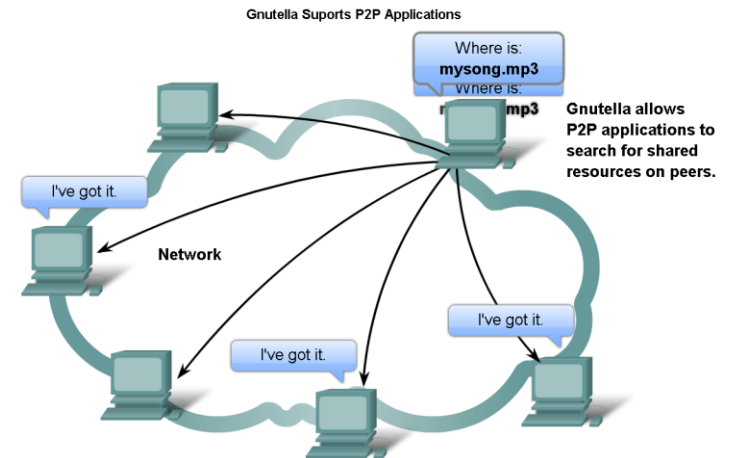 Gnutella Suports P2P Applications
Where is:
mysong.mp3
Where is:
mp3
Gnutella allows
P2P applications to
search for shared
resources on peers.
I've got it.
Network
I've got it.
I've got it.